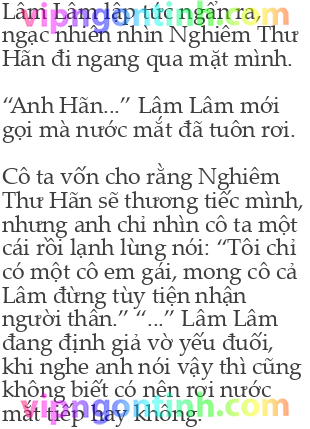 Lâm Lâm lập tức ngẩn ra,
ngạc nhiên nhìn Nghiêm Thư
Hãn đi ngang qua mặt mình.
“Anh Hãn...” Lâm Lâm mới
gọi mà nước mắt đã tuôn rơi.
Cô ta vốn cho rằng Nghiêm
Thư Hãn sẽ thương tiếc mình,
nhưng anh chỉ nhìn cô ta một
cái rồi lạnh lùng nói: “Tôi chỉ
có một cô em gái, mong cô cả
Lâm đừng tùy tiện nhận
người thân.” “...” Lâm Lâm
đang định giả vờ yếu đuối,
khi nghe anh nói vậy thì cũng
không biết có nên rơi nước
mắt tiếp hay không.
vipngontinh.com
vipngontinh.com